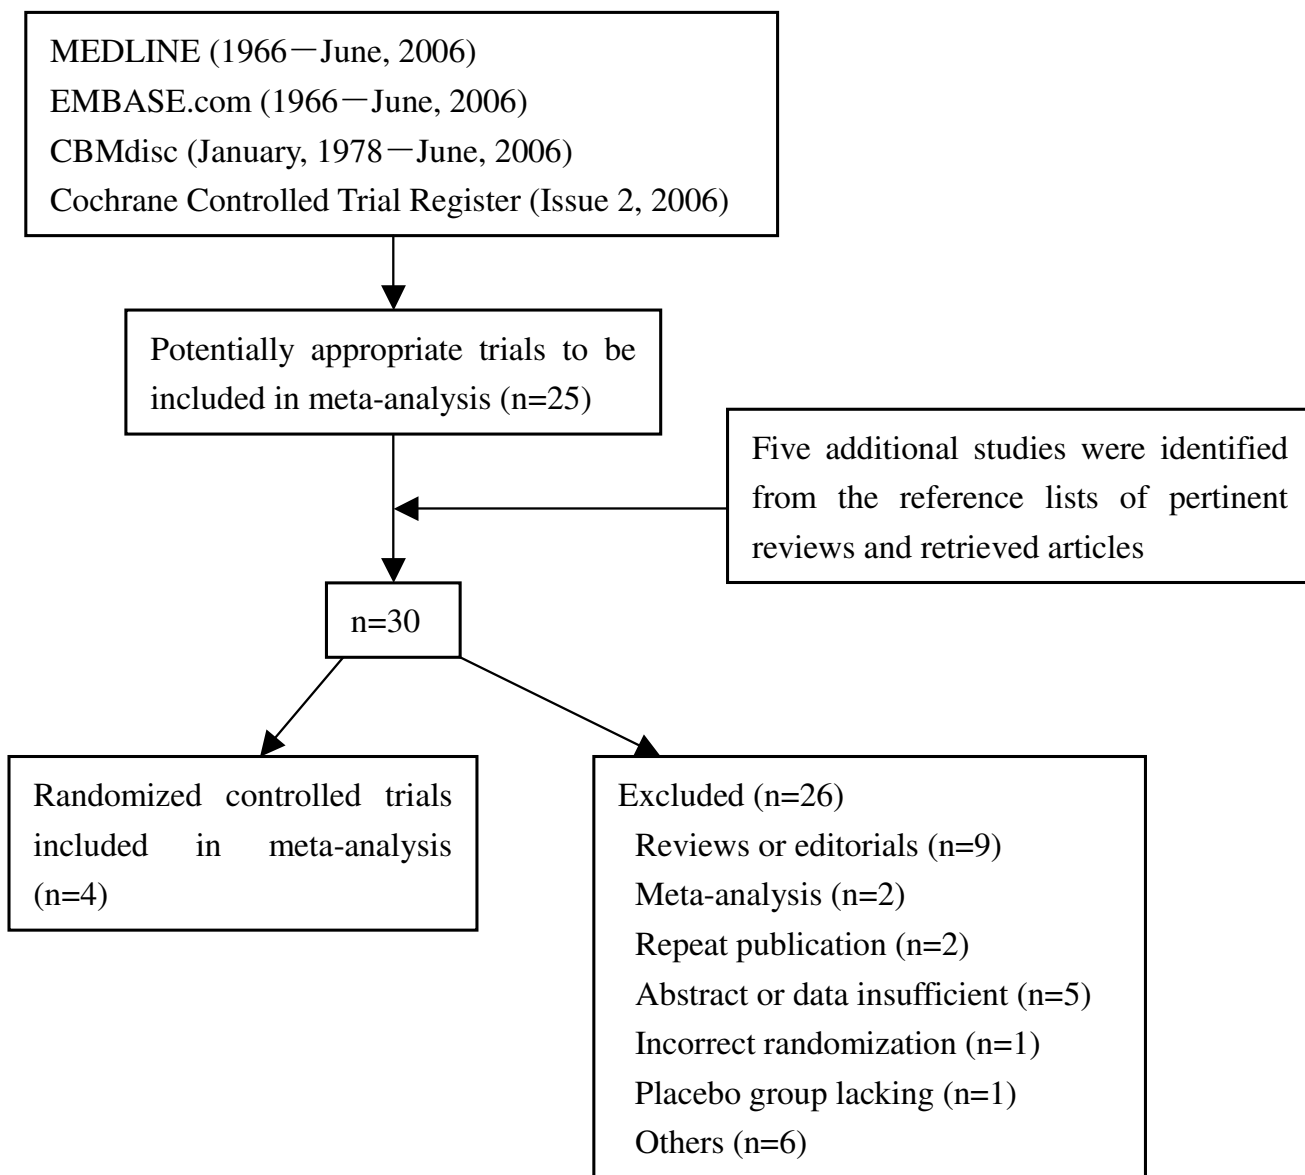 MEDLINE (1966－June, 2006)
EMBASE.com (1966－June, 2006)
CBMdisc (January, 1978－June, 2006)
Cochrane Controlled Trial Register (Issue 2, 2006)
Potentially appropriate trials to be
included in meta-analysis (n=25)
Five additional studies were identified
from the reference lists of pertinent
reviews and retrieved articles
n=30
Randomized controlled trials
included in meta-analysis
(n=4)
Excluded (n=26)
Reviews or editorials (n=9)
Meta-analysis (n=2)
Repeat publication (n=2)
Abstract or data insufficient (n=5)
Incorrect randomization (n=1)
Placebo group lacking (n=1)
Others (n=6)